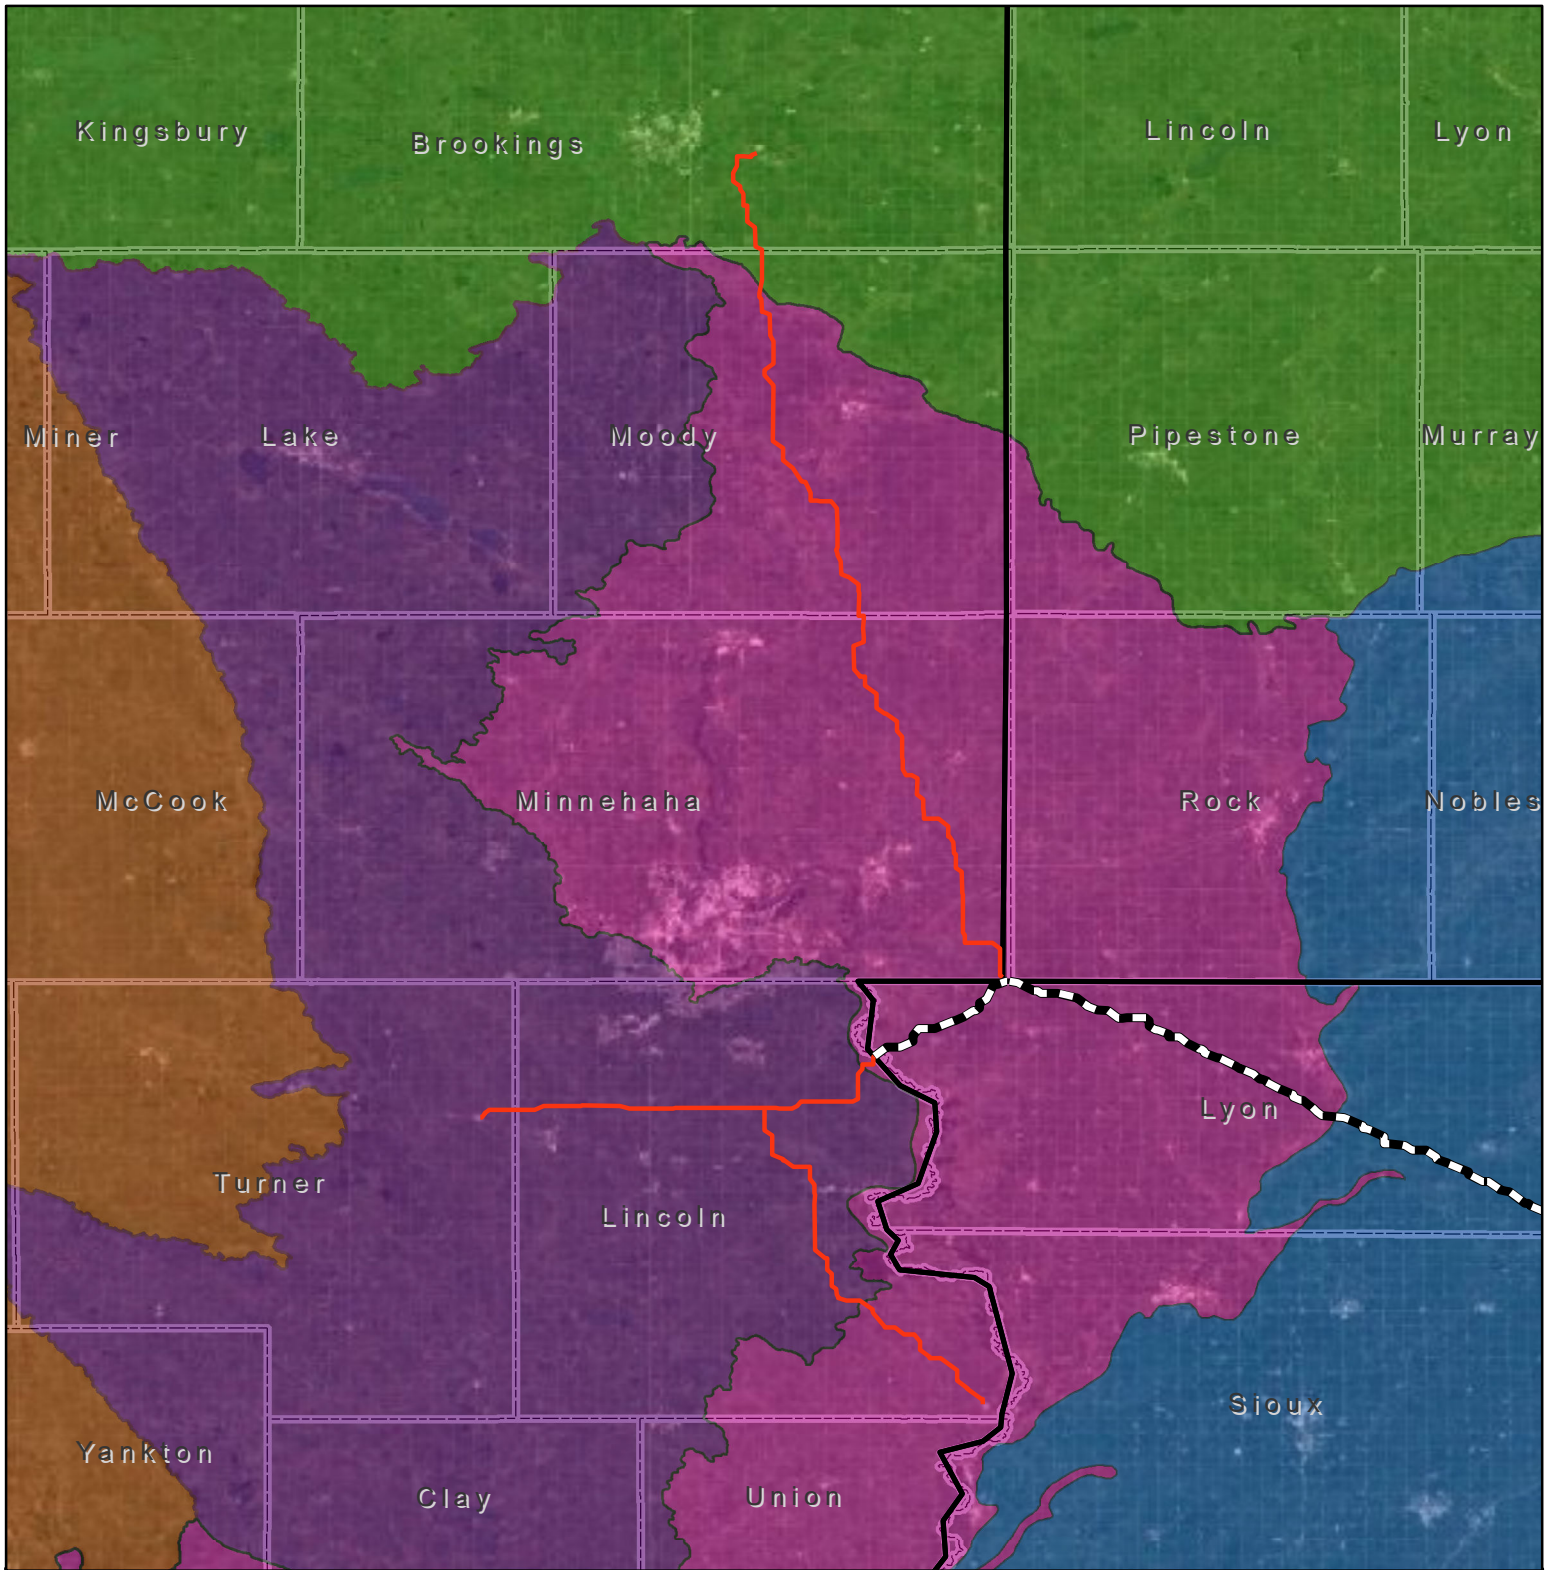 Kingsbury
Brookings
Lincoln
Lyon
Miner
Lake
Moody
Pipestone
Murray
McCook
Minnehaha
Rock
Nobles
Lyon
Turner
Lincoln
Sioux
Yankton
Clay
Union